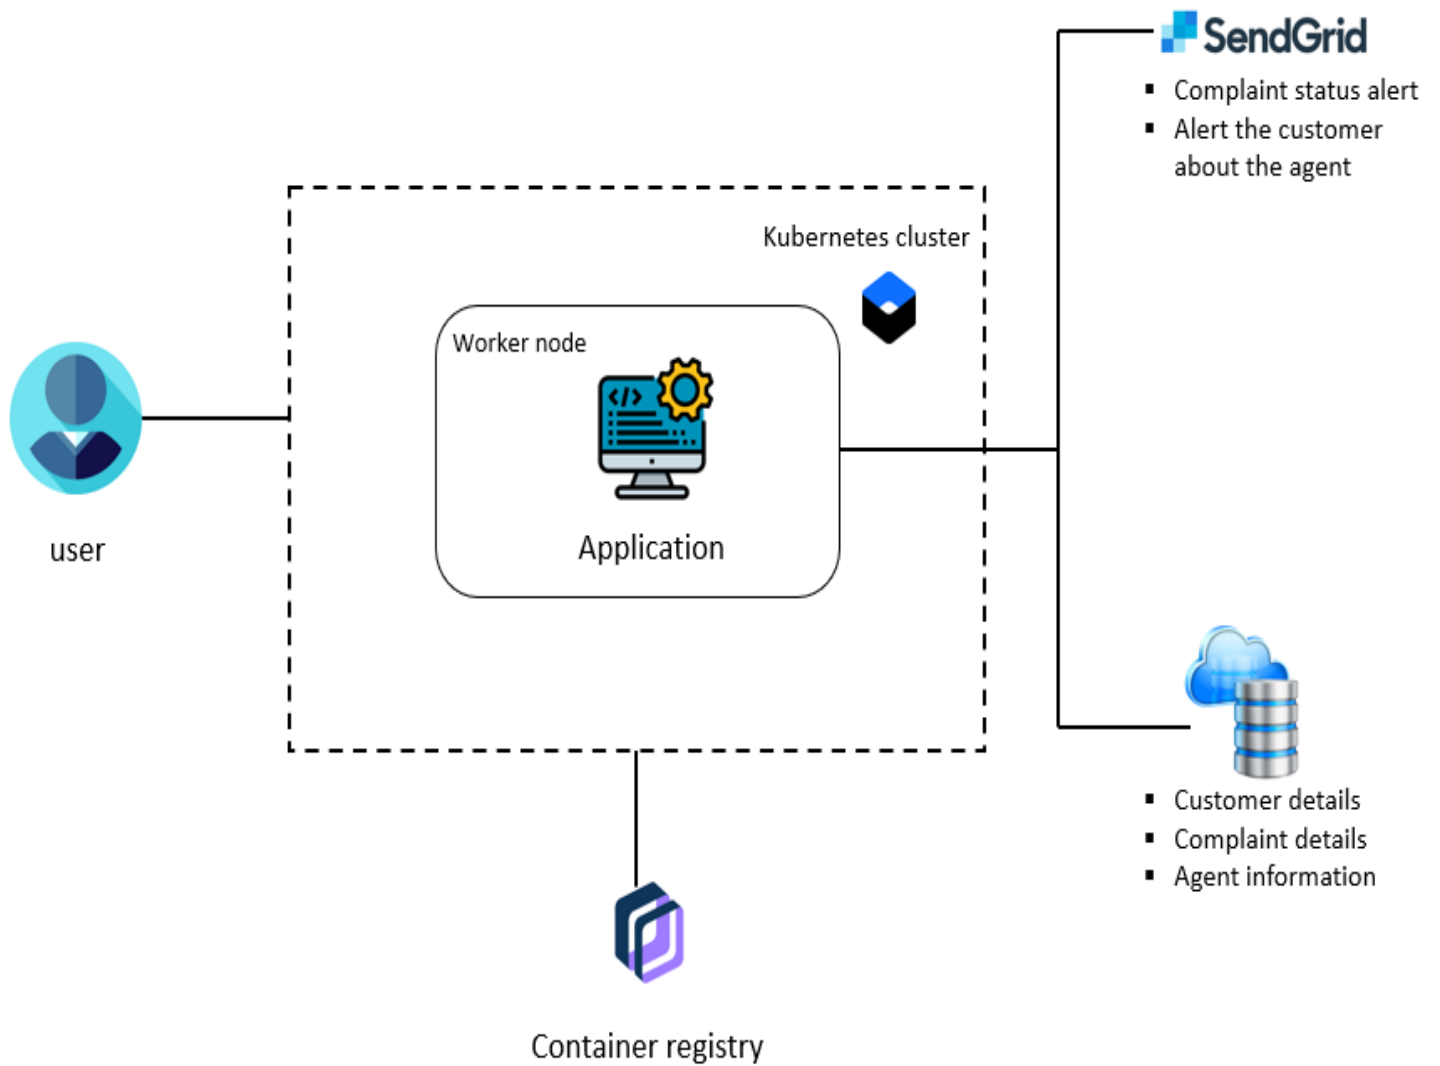 SendGrid
▪ Complaint status alert
▪ Alert the customer
about the agent
Kubernetes cluster
Worker node
</>
Application
user
▪ Customer details
▪ Complaint details
▪ Agent information
Container registry